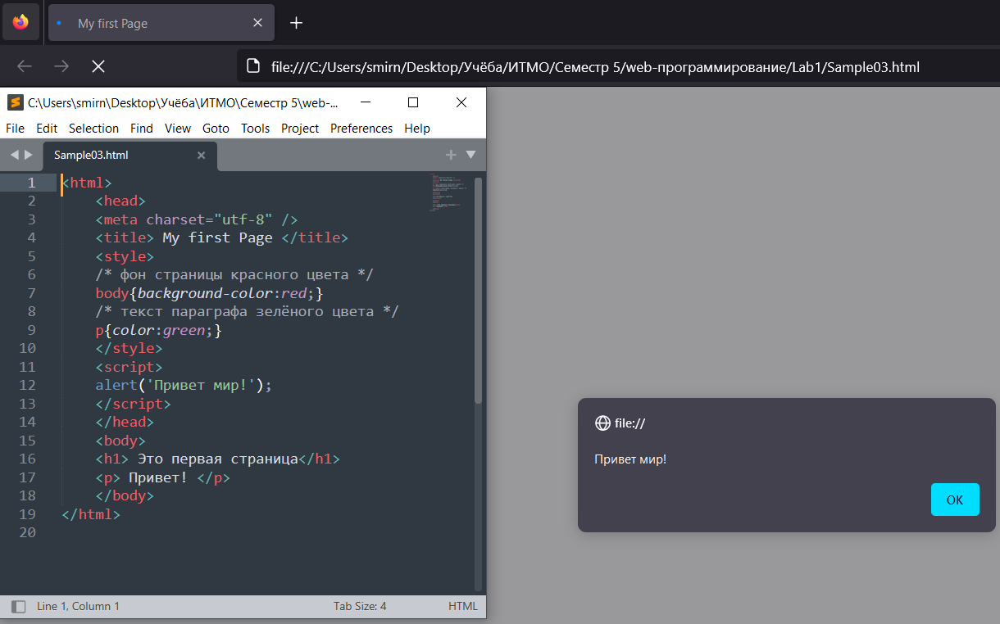 My first Page
file:///C:/Users/smirn/Desktop/Учёба/ИТМО/Семестр 5/web-программирование/Lab1/Sample03.html
C:\Users\smirn\Desktop\Учёба\ИТМО\Семестр 5\web-...
File Edit Selection Find View Goto Tools Project Preferences Help
Sample03.html
1 <html>
2 <head>
3 <meta charset="utf-8" />
4 <title> My first Page </title>
5 <style>
6 /* фон страницы красного цвета */
7 body{background-color:red;}
8 /* текст параграфа зелёного цвета */
9 p{color:green;}
10 </style>
11 <script>
12 alert('Привет мир!');
13 </script>
14 </head>
15 <body>
16 <h1> Это первая страница</h1>
17 <p> Привет! </p>
18 </body>
19 </html>
20
Line 1, Column 1 Tab Size: 4 HTML
file://
Привет мир!
OK